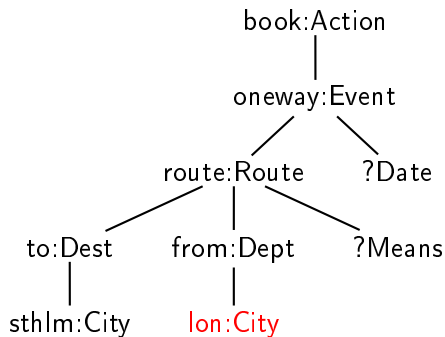 book:Action
oneway:Event
route:Route ?Date
to:Dest from:Dept ?Means
sthlm:City lon:City